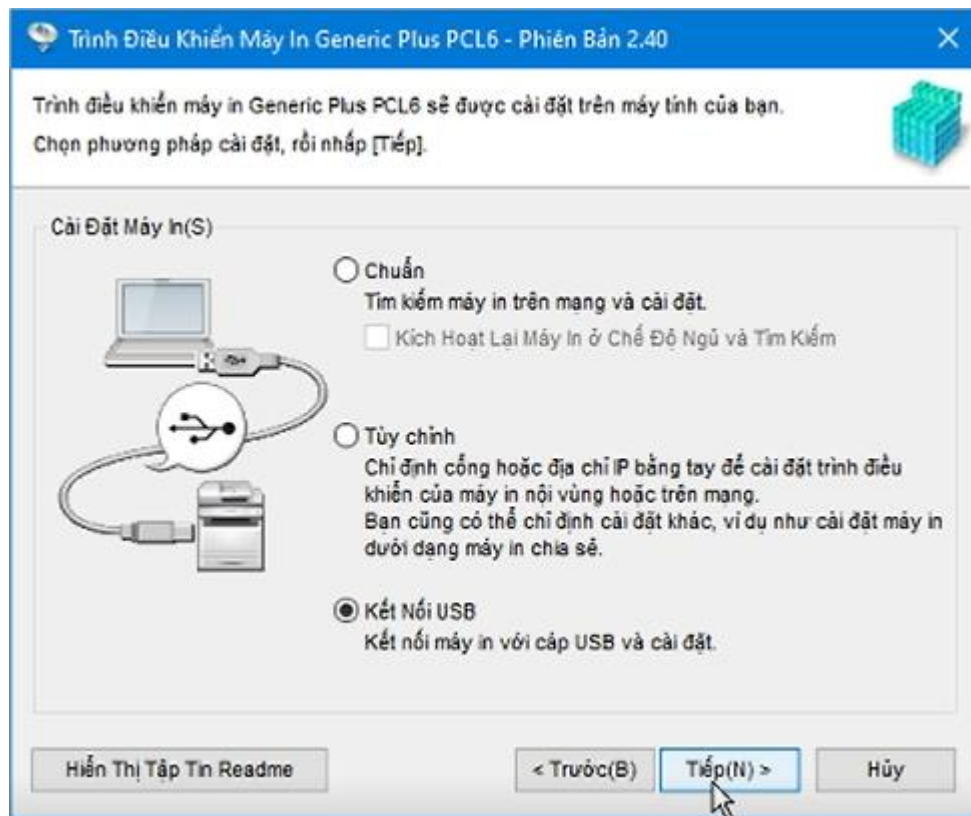 Trình Điều Khiển Máy In Generic Plus PCL6 - Phiên Bản 2.40
Trình điều khiển máy in Generic Plus PCL6 sẽ được cài đặt trên máy tính của bạn.
Chọn phương pháp cài đặt, rồi nhấp [Tiếp].
Cài Đặt Máy In(S)
Chuẩn
Tìm kiếm máy in trên mạng và cài đặt.
Kích Hoạt Lại Máy In ở Chế Độ Ngủ và Tìm Kiếm
Tùy chỉnh
Chỉ định cổng hoặc địa chỉ IP bằng tay để cài đặt trình điều
khiển của máy in nội vùng hoặc trên mạng.
Bạn cũng có thể chỉ định cài đặt khác, ví dụ như cài đặt máy in
dưới dạng máy in chia sẻ.
Kết Nối USB
Kết nối máy in với cáp USB và cài đặt.
Hiển Thị Tập Tin Readme
< Trước(B)
Tiếp(N) >
Hủy